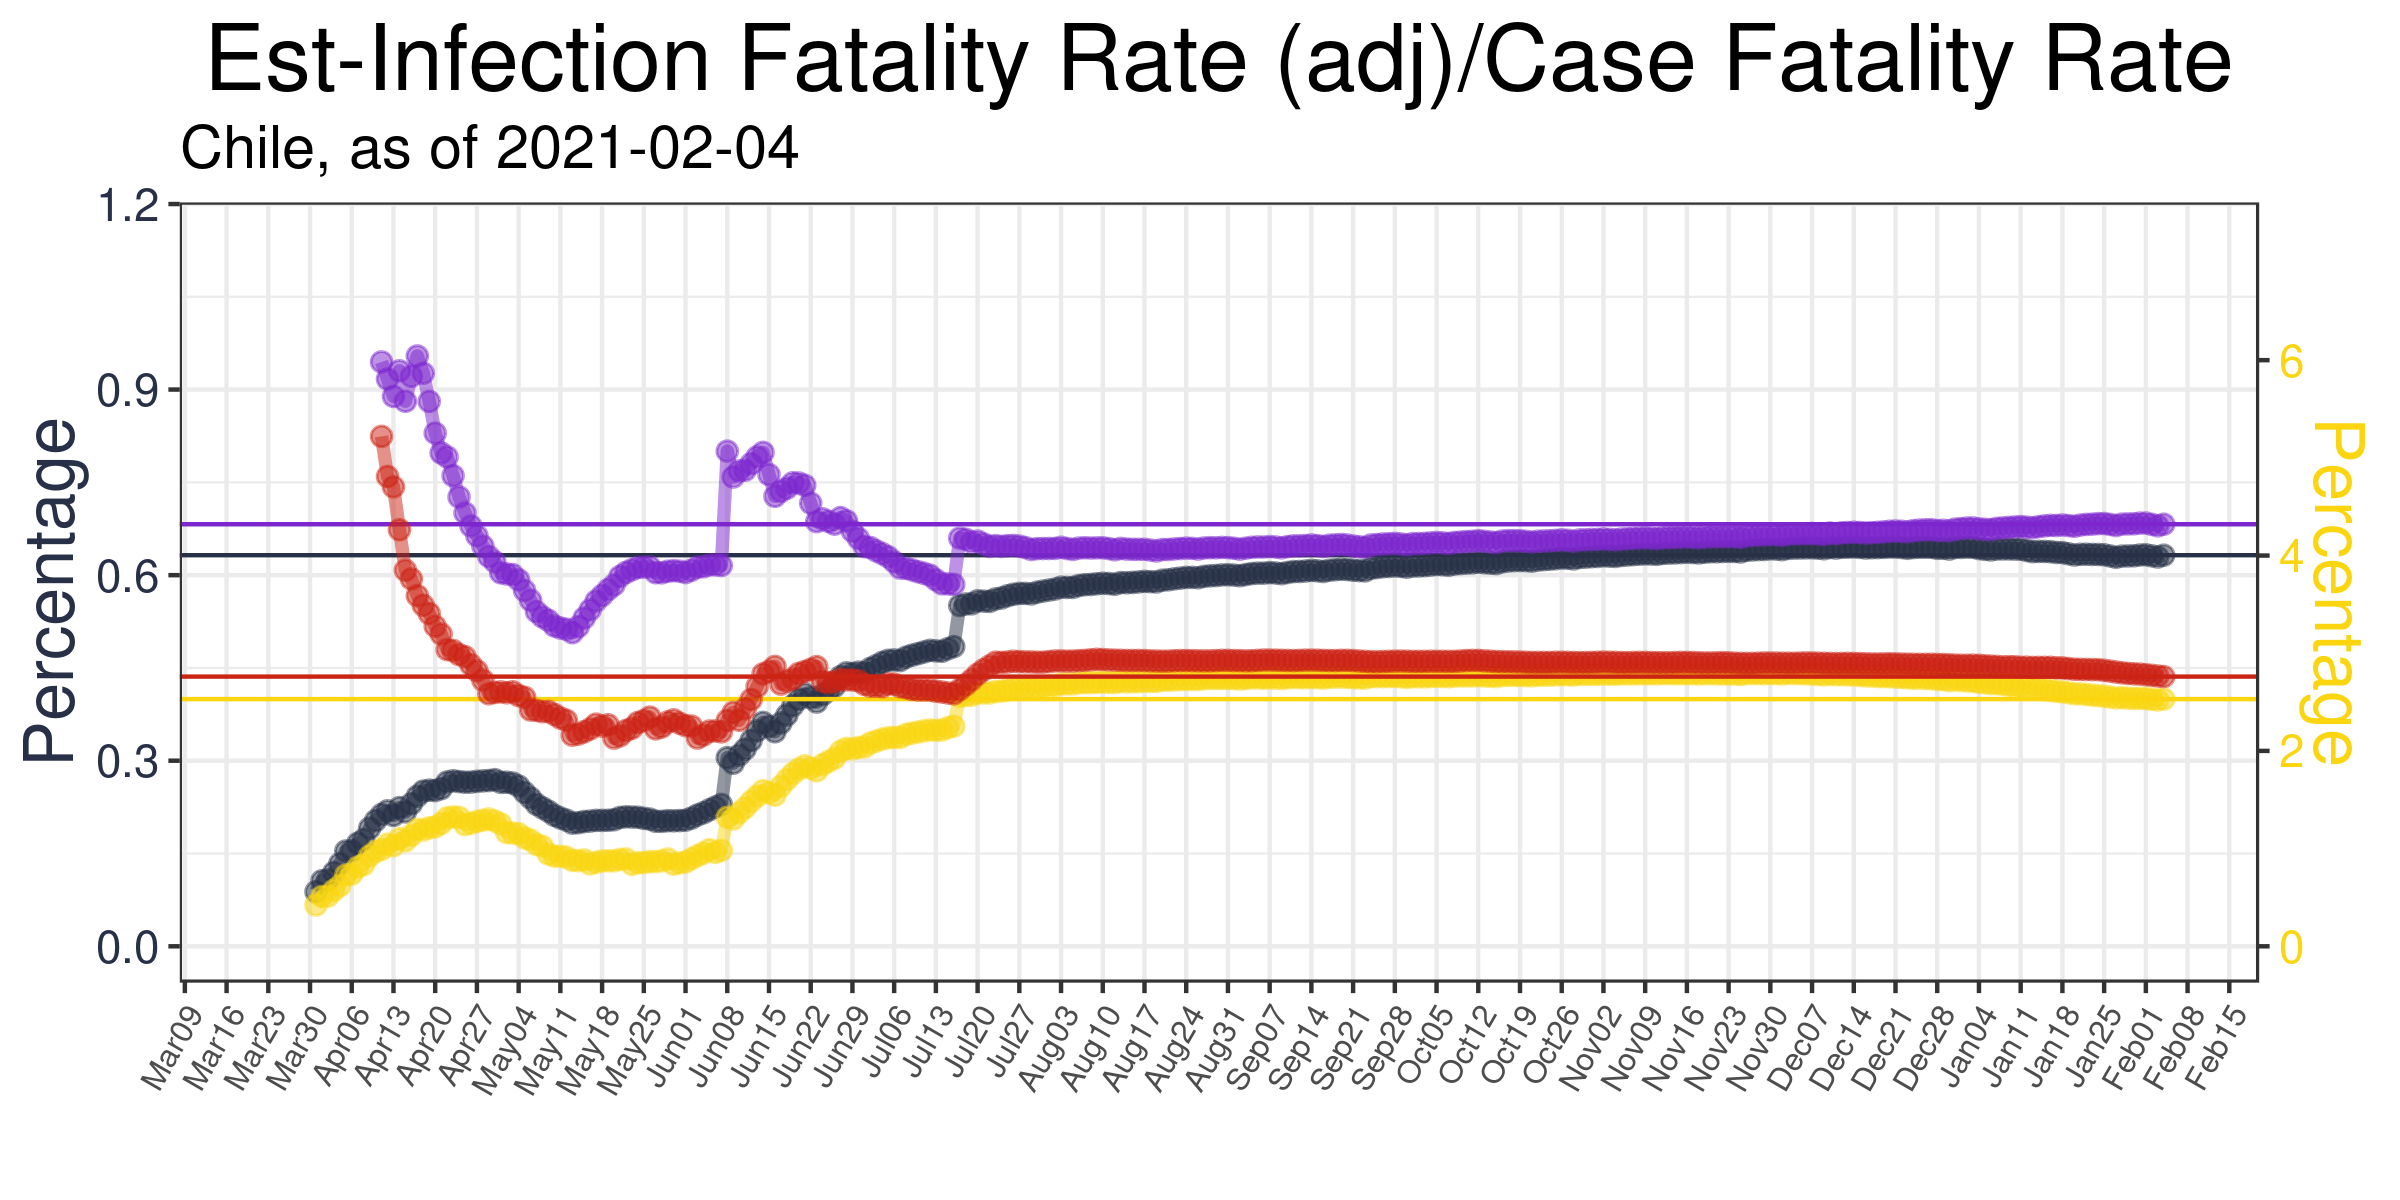 Est-Infection Fatality Rate (adj)/Case Fatality Rate
Chile, as of 2021-02-04
Percentage
1.2
0.9
0.6
0.3
0.0
6
4
2
0
Percentage
Mar09
Mar16
Mar23
Mar30
Apr06
Apr13
Apr20
Apr27
May04
May11
May18
May25
Jun01
Jun08
Jun15
Jun22
Jun29
Jul06
Jul13
Jul20
Jul27
Aug03
Aug10
Aug17
Aug24
Aug31
Sep07
Sep14
Sep21
Sep28
Oct05
Oct12
Oct19
Oct26
Nov02
Nov09
Nov16
Nov23
Nov30
Dec07
Dec14
Dec21
Dec28
Jan04
Jan11
Jan18
Jan25
Feb01
Feb08
Feb15